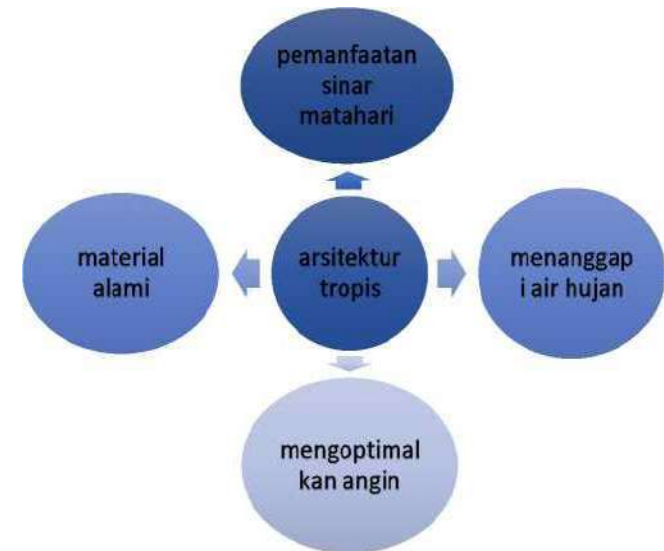 pemanfaatan
sinar
matahari
material
alami
arsitektur
tropis
menanggap
i air hujan
mengoptimal
kan angin